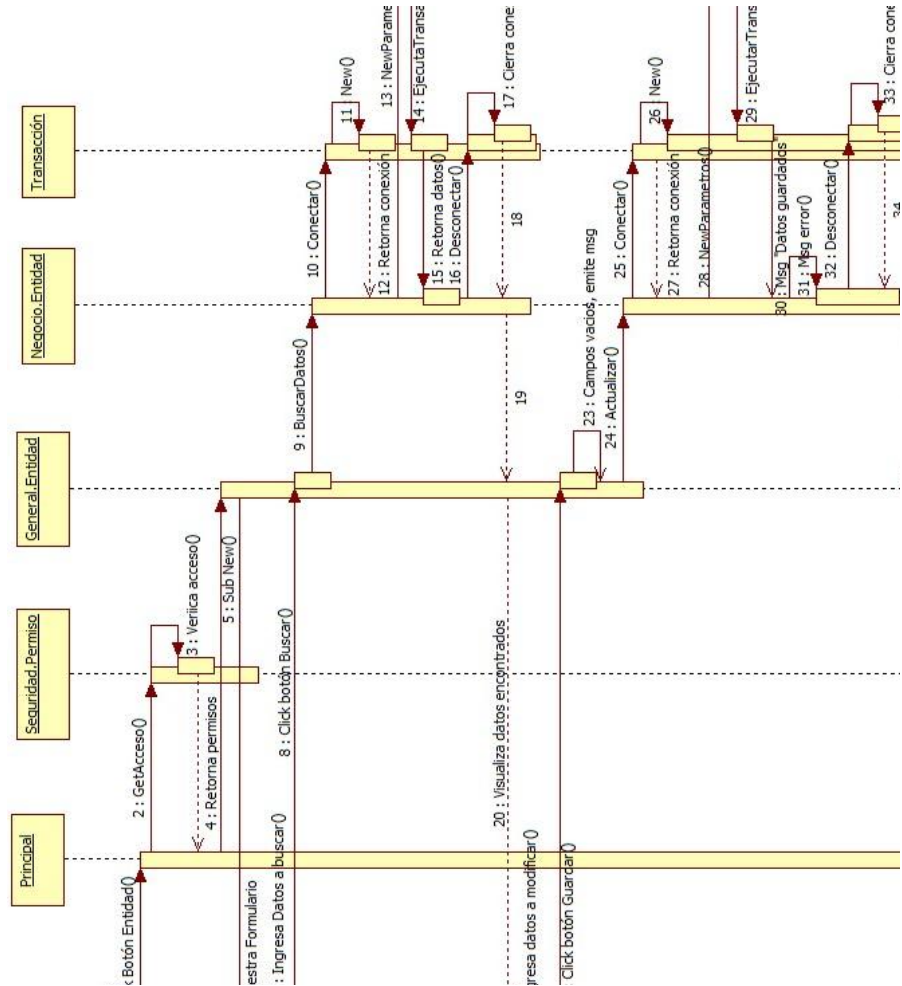 Principal
Seguridad.Permiso
General.Entidad
Negocio.Entidad
Transacción
k Botón Entidad()
2 : GetAcceso()
3 : Veriica acceso()
4 : Retorna permisos
5 : Sub New()
estra Formulario
: Ingresa Datos a buscar()
8 : Click botón Buscar()
9 : BuscarDatos()
10 : Conectar()
11 : New()
12 : Retorna conexión
13 : NewParame
14 : EjecutaTransa
15 : Retorna datos()
16 : Desconectar()
17 : Cierra cone
18
19
20 : Visualiza datos encontrados
gresa datos a modificar()
: Click botón Guardar()
23 : Campos vacios, emite msg
24 : Actualizar()
25 : Conectar()
26 : New()
27 : Retorna conexión
28 : NewParametros()
29 : EjecutarTrans
30 : Msg "Datos guardados"
31 : Msg error()
32 : Desconectar()
33 : Cierra cone
34